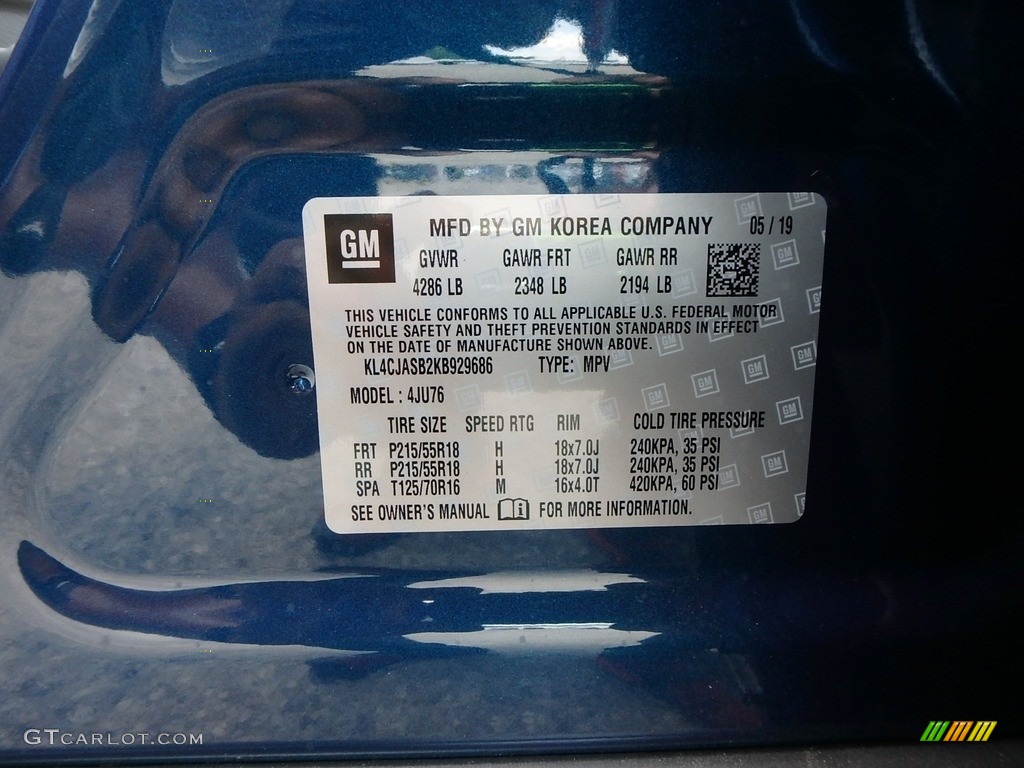 GM MFD BY GM KOREA COMPANY 05 / 19
GVWR GAWR FRT GAWR RR
4286 LB 2348 LB 2194 LB
THIS VEHICLE CONFORMS TO ALL APPLICABLE U.S. FEDERAL MOTOR
VEHICLE SAFETY AND THEFT PREVENTION STANDARDS IN EFFECT
ON THE DATE OF MANUFACTURE SHOWN ABOVE.
KL4CJASB2KB929686 TYPE: MPV
MODEL : 4JU76
TIRE SIZE SPEED RTG RIM COLD TIRE PRESSURE
FRT P215/55R18 H 18x7.0J 240KPA, 35 PSI
RR P215/55R18 H 18x7.0J 240KPA, 35 PSI
SPA T125/70R16 M 16x4.0T 420KPA, 60 PSI
SEE OWNER'S MANUAL FOR MORE INFORMATION.
GTCARLOT.COM